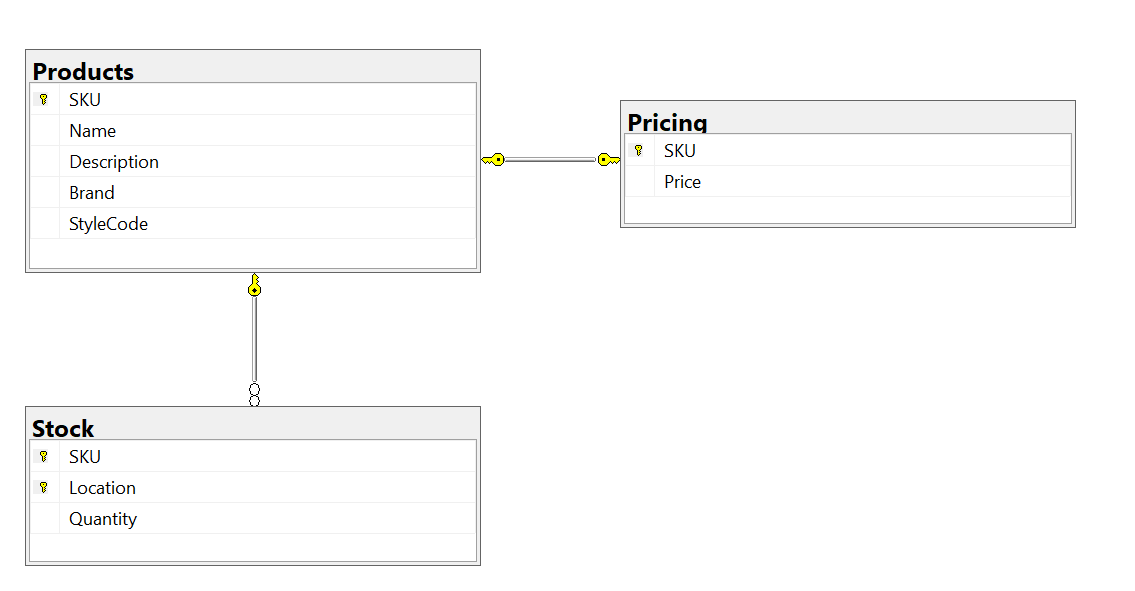 Products
SKU
Name
Description
Brand
StyleCode
Pricing
SKU
Price
Stock
SKU
Location
Quantity